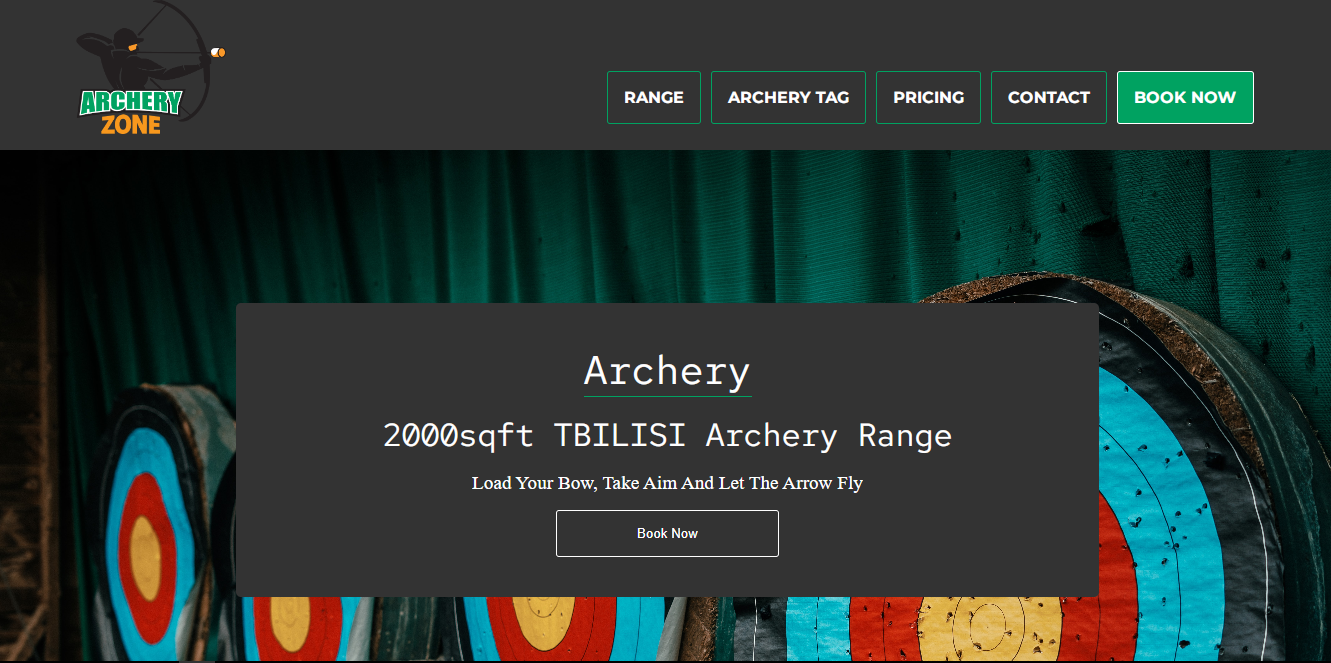 ARCHERY
ZONE
RANGE
ARCHERY TAG
PRICING
CONTACT
BOOK NOW
Archery
2000sqft TBILISI Archery Range
Load Your Bow, Take Aim And Let The Arrow Fly
Book Now